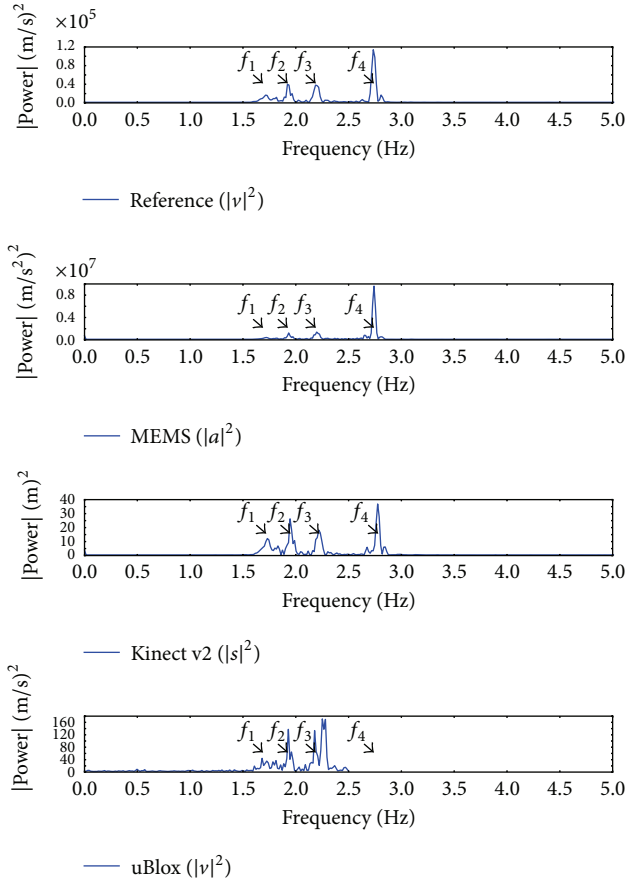 ×10⁵
|Power| (m/s)²
1.2
0.8
0.4
0.0
f₁ f₂ f₃ f₄
0.0 0.5 1.0 1.5 2.0 2.5 3.0 3.5 4.0 4.5 5.0
Frequency (Hz)
Reference (|v|²)
×10⁷
|Power| (m/s²)²
0.8
0.4
0.0
f₁ f₂ f₃ f₄
0.0 0.5 1.0 1.5 2.0 2.5 3.0 3.5 4.0 4.5 5.0
Frequency (Hz)
MEMS (|a|²)
|Power| (m)²
40
30
20
10
0
f₁ f₂ f₃ f₄
0.0 0.5 1.0 1.5 2.0 2.5 3.0 3.5 4.0 4.5 5.0
Frequency (Hz)
Kinect v2 (|s|²)
|Power| (m/s)²
160
120
80
40
0
f₁ f₂ f₃ f₄
0.0 0.5 1.0 1.5 2.0 2.5 3.0 3.5 4.0 4.5 5.0
Frequency (Hz)
uBlox (|v|²)